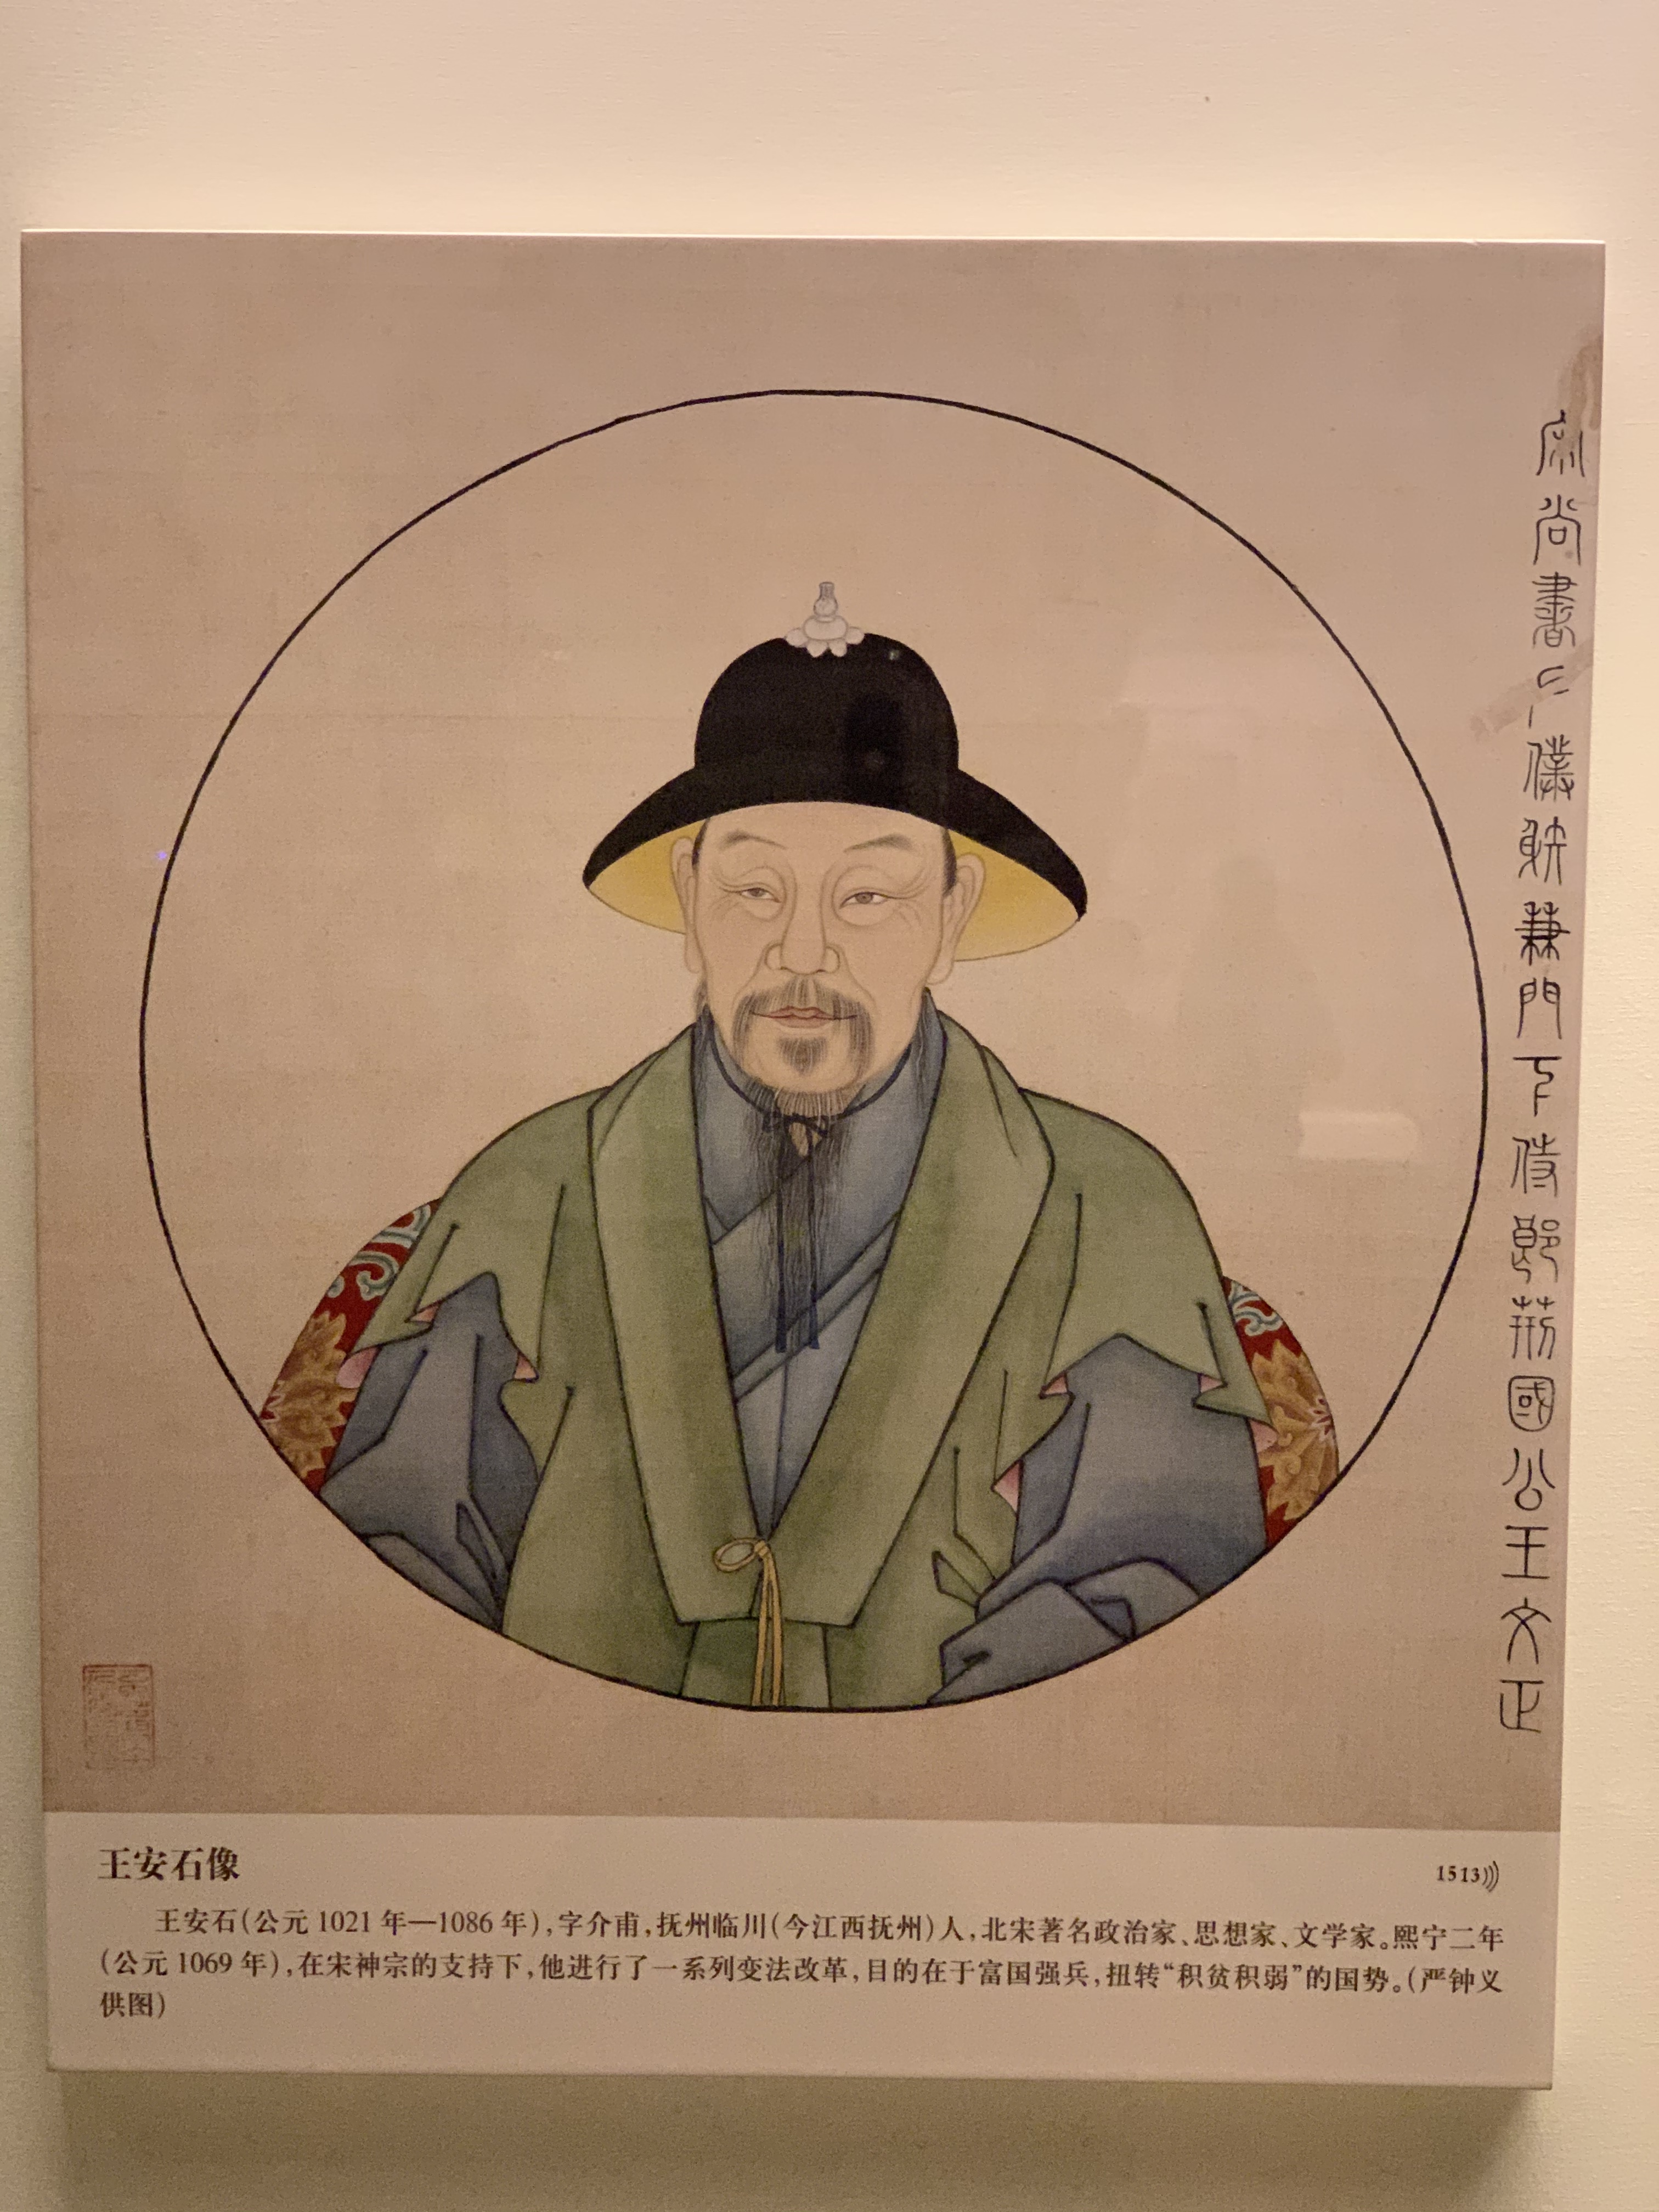 宋尚書僕射兼門下侍郎荊國公王文正
王安石像
1513
王安石(公元 1021 年—1086 年),字介甫,抚州临川(今江西抚州)人,北宋著名政治家、思想家、文学家。熙宁二年
(公元 1069 年),在宋神宗的支持下,他进行了一系列变法改革,目的在于富国强兵,扭转“积贫积弱”的国势。(严钟义
供图)